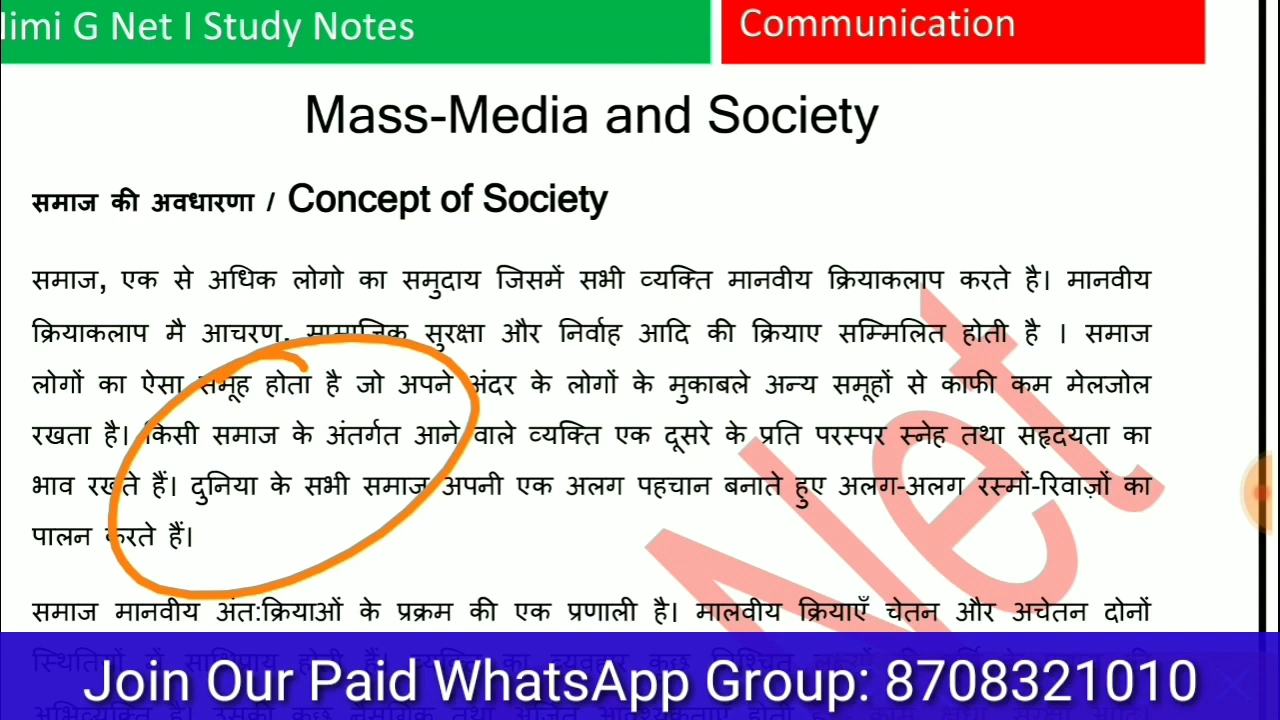 imi G Net I Study Notes
Communication
Mass-Media and Society
समाज की अवधारणा / Concept of Society
समाज, एक से अधिक लोगो का समुदाय जिसमें सभी व्यक्ति मानवीय क्रियाकलाप करते है। मानवीय
क्रियाकलाप मै आचरण, सामाजिक सुरक्षा और निर्वाह आदि की क्रियाए सम्मिलित होती है । समाज
लोगों का ऐसा समूह होता है जो अपने अंदर के लोगों के मुकाबले अन्य समूहों से काफी कम मेलजोल
रखता है। किसी समाज के अंतर्गत आने वाले व्यक्ति एक दूसरे के प्रति परस्पर स्नेह तथा सहृदयता का
भाव रखते हैं। दुनिया के सभी समाज अपनी एक अलग पहचान बनाते हुए अलग-अलग रस्मों-रिवाज़ों का
पालन करते हैं।
Net
समाज मानवीय अंत:क्रियाओं के प्रक्रम की एक प्रणाली है। मालवीय क्रियाएँ चेतन और अचेतन दोनों
Join Our Paid WhatsApp Group: 8708321010